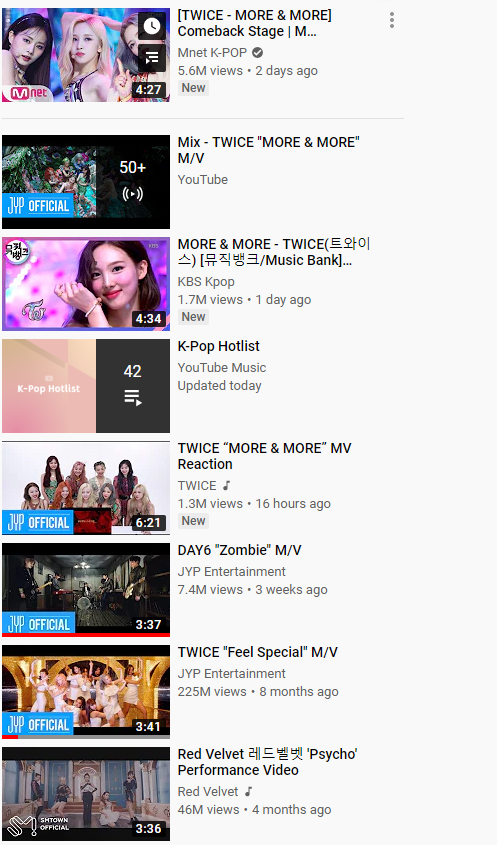 [TWICE - MORE & MORE]
Comeback Stage | M…
Mnet K-POP
5.6M views • 2 days ago
New
Mnet
4:27
Mix - TWICE "MORE & MORE"
M/V
YouTube
50+
JYP OFFICIAL
MORE & MORE - TWICE(트와이
스) [뮤직뱅크/Music Bank]…
KBS Kpop
1.7M views • 1 day ago
New
뮤직
뱅크
KBS
4:34
K-Pop Hotlist
YouTube Music
Updated today
K-Pop Hotlist
42
TWICE “MORE & MORE” MV
Reaction
TWICE
1.3M views • 16 hours ago
New
JYP OFFICIAL
6:21
DAY6 "Zombie" M/V
JYP Entertainment
7.4M views • 3 weeks ago
JYP OFFICIAL
3:37
TWICE "Feel Special" M/V
JYP Entertainment
225M views • 8 months ago
JYP OFFICIAL
3:41
Red Velvet 레드벨벳 'Psycho'
Performance Video
Red Velvet
46M views • 4 months ago
SMTOWN
OFFICIAL
3:36